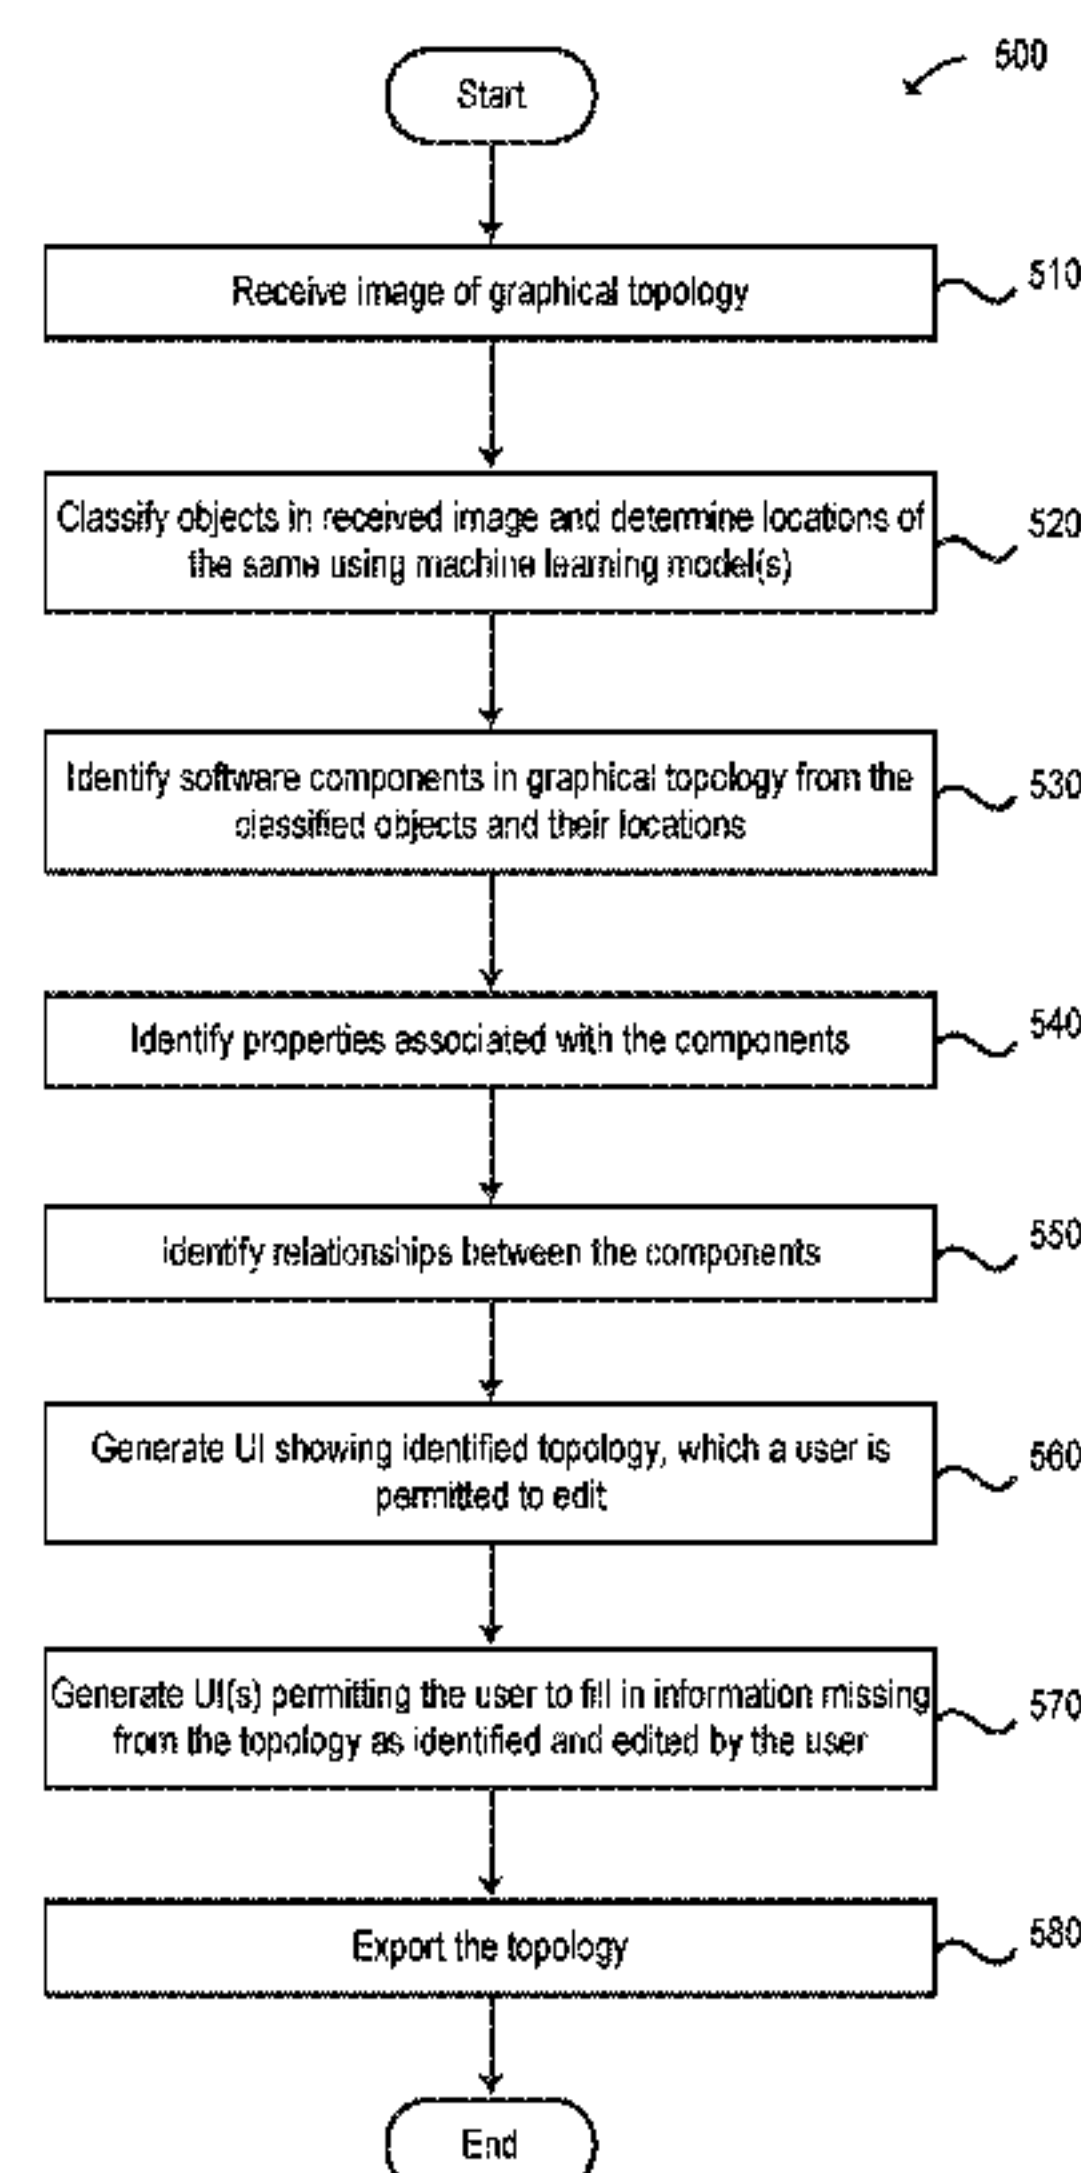 500
Start
Receive image of graphical topology
510
Classify objects in received image and determine locations of
the same using machine learning model(s)
520
Identify software components in graphical topology from the
classified objects and their locations
530
Identify properties associated with the components
540
Identify relationships between the components
550
Generate UI showing identified topology, which a user is
permitted to edit
560
Generate UI(s) permitting the user to fill in information missing
from the topology as identified and edited by the user
570
Export the topology
580
End